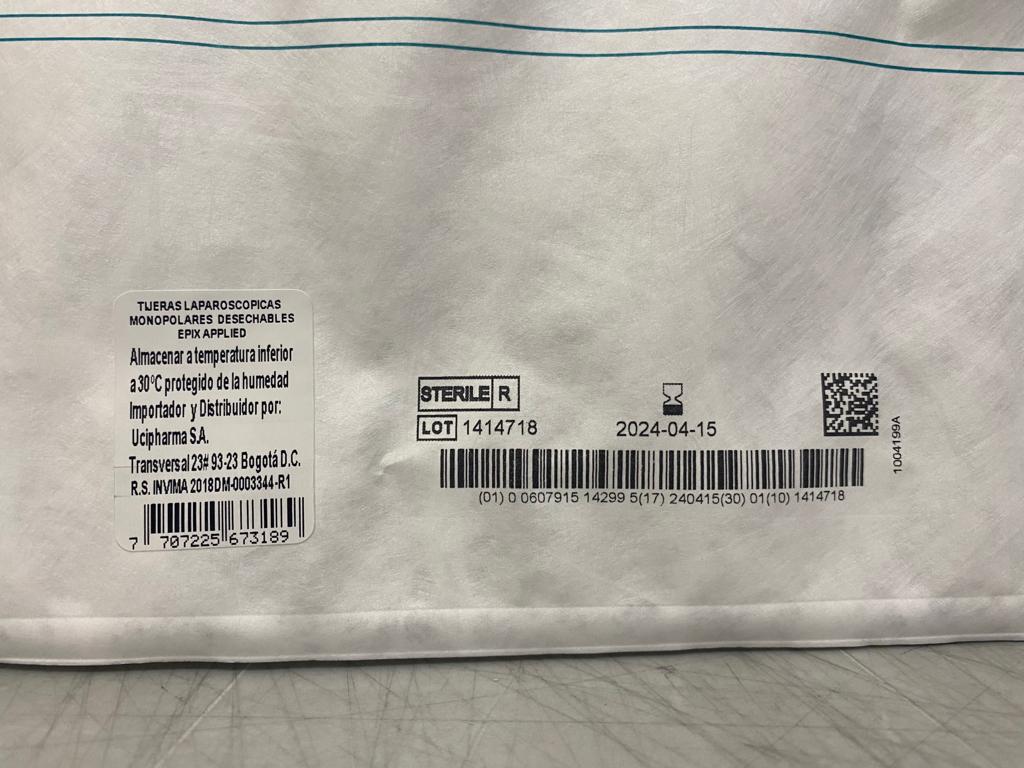 TIJERAS LAPAROSCOPICAS
MONOPOLARES DESECHABLES
EPIX APPLIED
Almacenar a temperatura inferior
a 30°C protegido de la humedad
Importador y Distribuidor por:
Ucipharma S.A.
Transversal 23# 93-23 Bogotá D.C.
R.S. INVIMA 2018DM-0003344-R1
7 707225 673189
STERILE R
LOT 1414718
2024-04-15
(01) 0 0607915 14299 5(17) 240415(30) 01(10) 1414718
1004199A